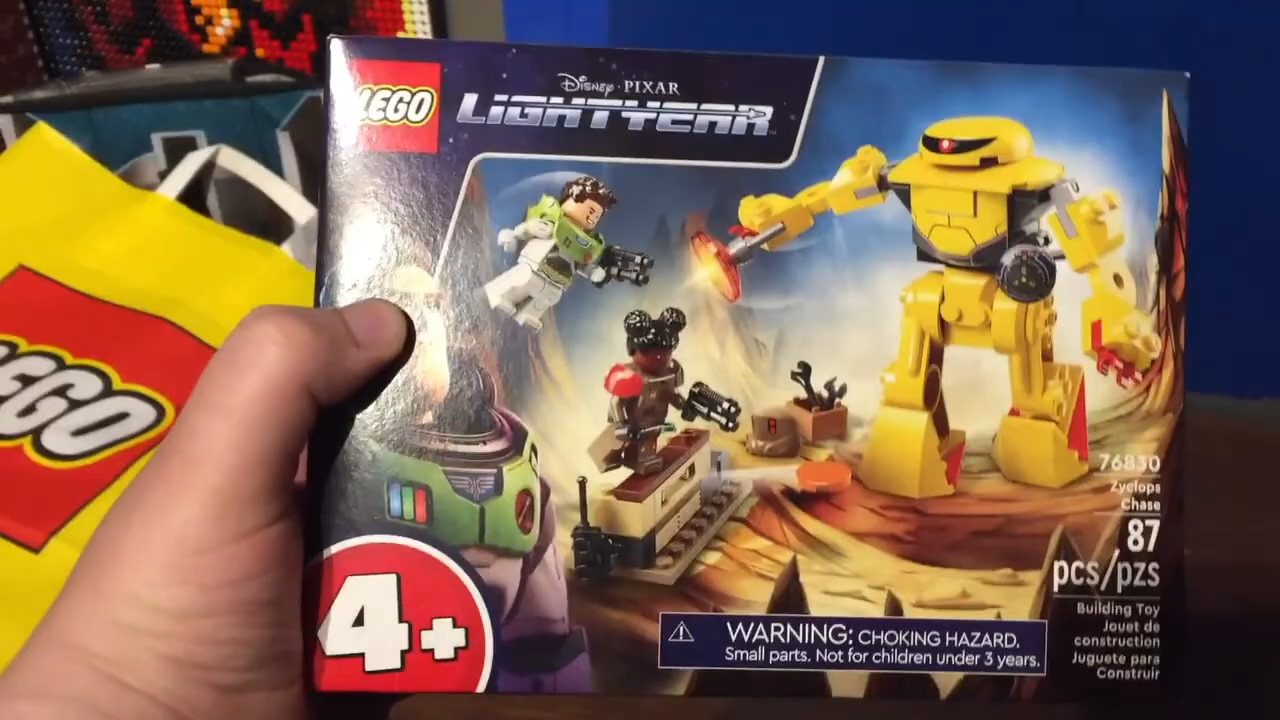 LEGO
Disney · PIXAR
LIGHTYEAR
LEGO
76830
Zyclops
Chase
87
pcs/pzs
4+
Building Toy
Jouet de
construction
Juguete para
Construir
WARNING: CHOKING HAZARD.
Small parts. Not for children under 3 years.